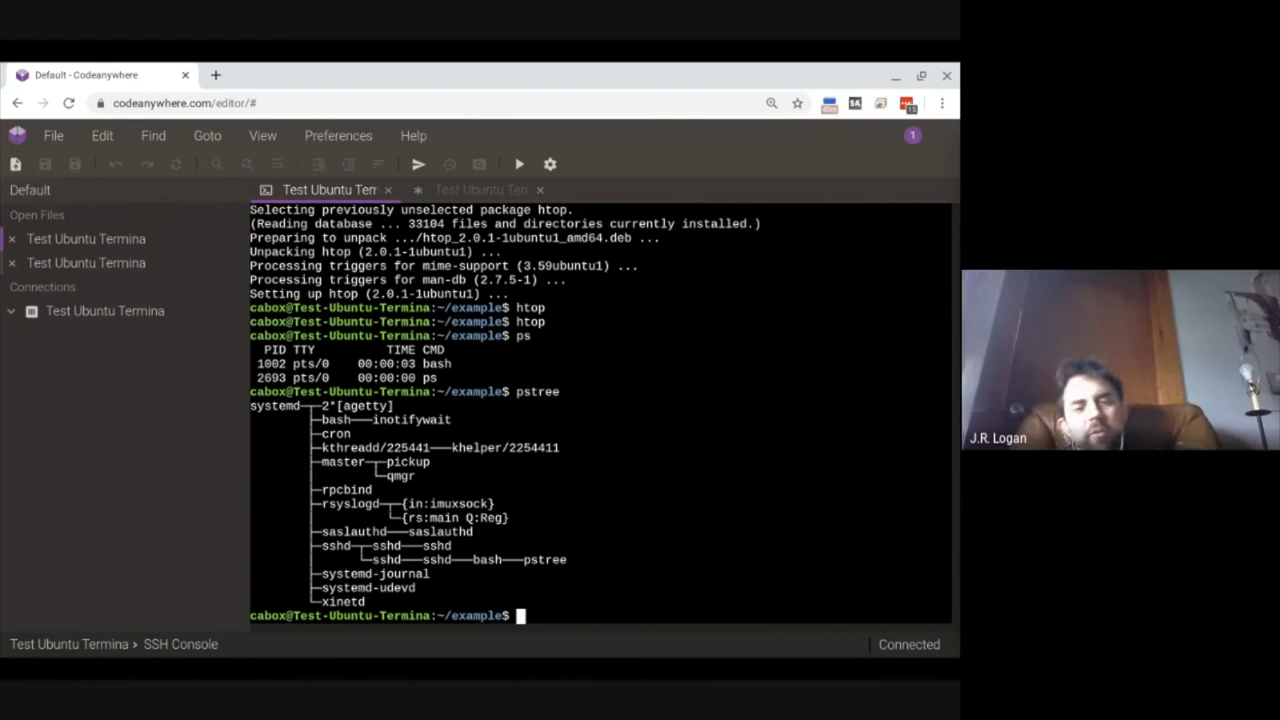 Default - Codeanywhere
codeanywhere.com/editor/#
File Edit Find Goto View Preferences Help
1
Default
Test Ubuntu Terr
Test Ubuntu Teri
Open Files
Test Ubuntu Termina
Test Ubuntu Termina
Connections
Test Ubuntu Termina
Selecting previously unselected package htop.
(Reading database ... 33104 files and directories currently installed.)
Preparing to unpack .../htop_2.0.1-1ubuntu1_amd64.deb ...
Unpacking htop (2.0.1-1ubuntu1) ...
Processing triggers for mime-support (3.59ubuntu1) ...
Processing triggers for man-db (2.7.5-1) ...
Setting up htop (2.0.1-1ubuntu1) ...
cabox@Test-Ubuntu-Termina:~/example$ htop
cabox@Test-Ubuntu-Termina:~/example$ htop
cabox@Test-Ubuntu-Termina:~/example$ ps
PID TTY TIME CMD
1002 pts/0 00:00:03 bash
2693 pts/0 00:00:00 ps
cabox@Test-Ubuntu-Termina:~/example$ pstree
systemd─┬─2*[agetty]
├─bash───inotifywait
├─cron
├─kthreadd/225441───khelper/2254411
├─master─┬─pickup
└─qmgr
├─rpcbind
├─rsyslogd─┬─{in:imuxsock}
└─{rs:main Q:Reg}
├─saslauthd───saslauthd
├─sshd─┬─sshd───sshd
└─sshd───sshd───bash───pstree
├─systemd-journal
├─systemd-udevd
└─xinetd
cabox@Test-Ubuntu-Termina:~/example$
Test Ubuntu Termina › SSH Console
Connected
J.R. Logan